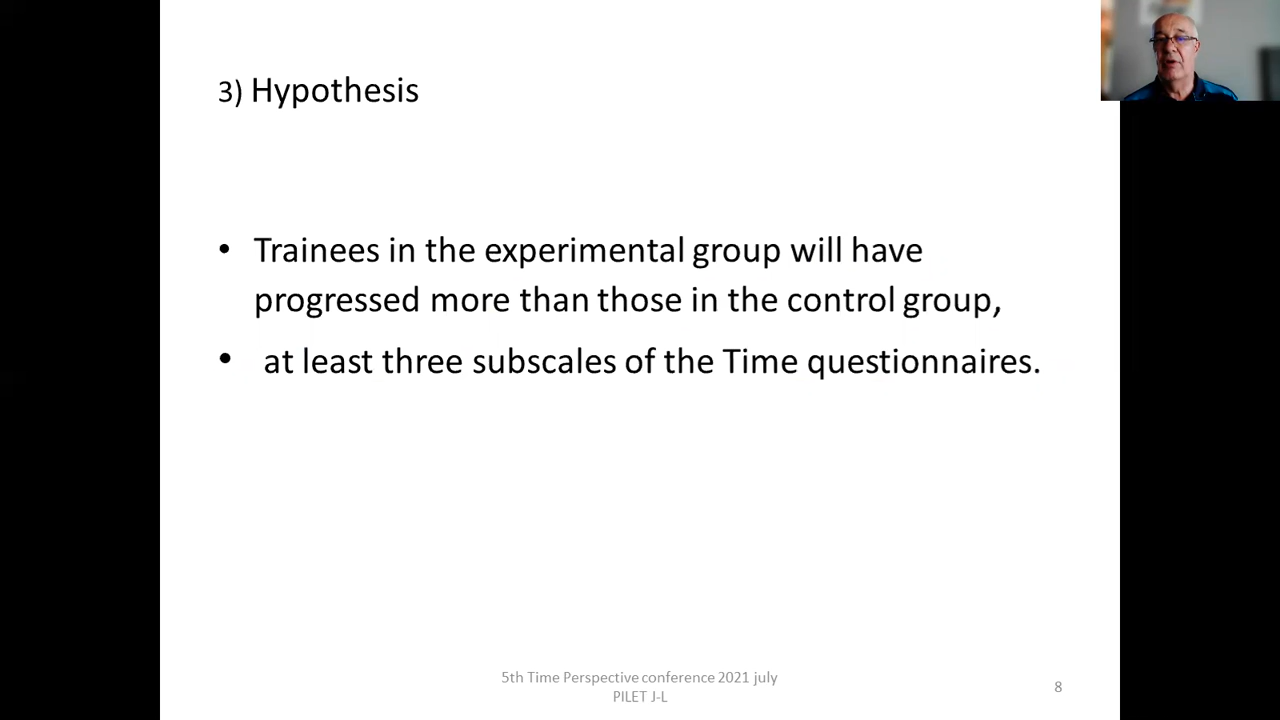 3) Hypothesis
• Trainees in the experimental group will have
progressed more than those in the control group,
• at least three subscales of the Time questionnaires.
5th Time Perspective conference 2021 july
PILET J-L
8